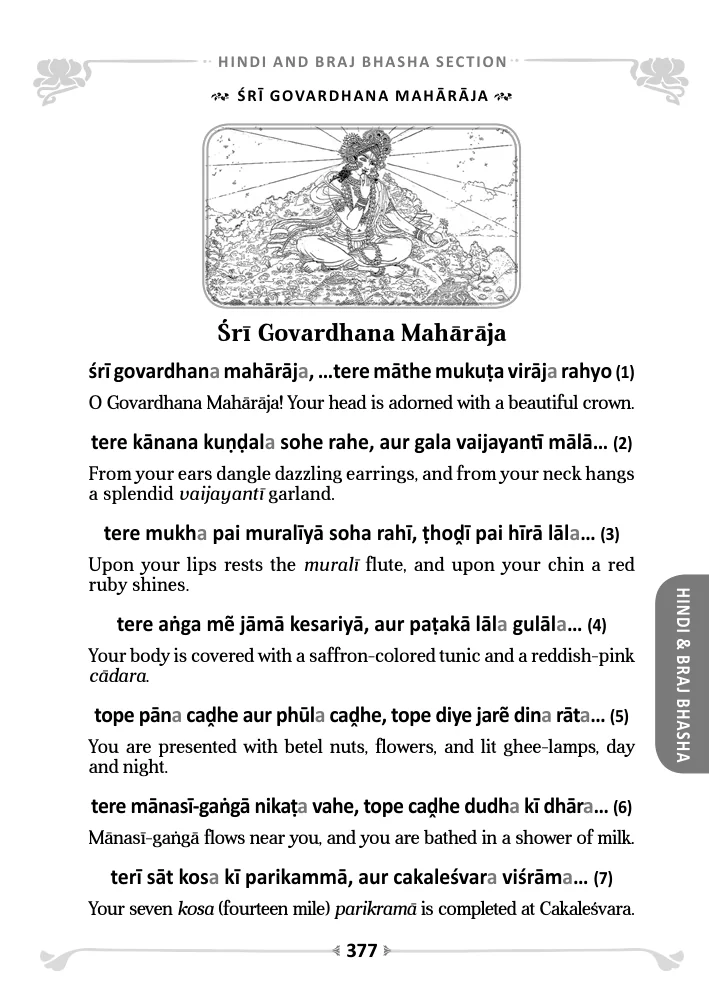 HINDI AND BRAJ BHASHA SECTION
ŚRĪ GOVARDHANA MAHĀRĀJA
Śrī Govardhana Mahārāja
śrī govardhana mahārāja, ...tere māthe mukuṭa virāja rahyo (1)
O Govardhana Mahārāja! Your head is adorned with a beautiful crown.
tere kānana kuṇḍala sohe rahe, aur gala vaijayantī mālā... (2)
From your ears dangle dazzling earrings, and from your neck hangs
a splendid vaijayantī garland.
tere mukha pai muralīyā soha rahī, ṭhoḓī pai hīrā lāla... (3)
Upon your lips rests the muralī flute, and upon your chin a red
ruby shines.
tere aṅga mẽ jāmā kesariyā, aur paṭakā lāla gulāla... (4)
Your body is covered with a saffron-colored tunic and a reddish-pink
cādara.
tope pāna caḓhe aur phūla caḓhe, tope diye jarẽ dina rāta... (5)
You are presented with betel nuts, flowers, and lit ghee-lamps, day
and night.
tere mānasī-gaṅgā nikaṭa vahe, tope caḓhe dudha kī dhāra... (6)
Mānasī-gaṅgā flows near you, and you are bathed in a shower of milk.
terī sāt kosa kī parikammā, aur cakaleśvara viśrāma... (7)
Your seven kosa (fourteen mile) parikramā is completed at Cakaleśvara.
HINDI & BRAJ BHASHA
377